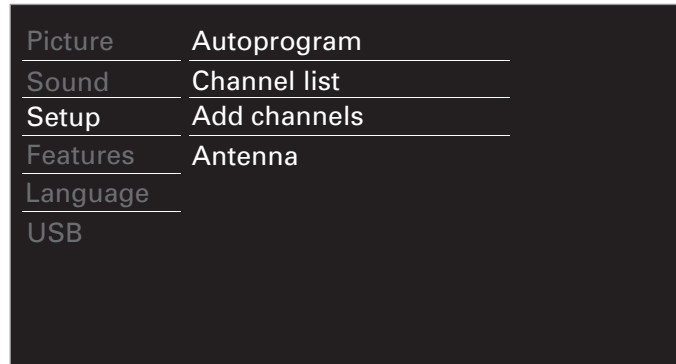 Picture
Sound
Setup
Features
Language
USB
Autoprogram
Channel list
Add channels
Antenna